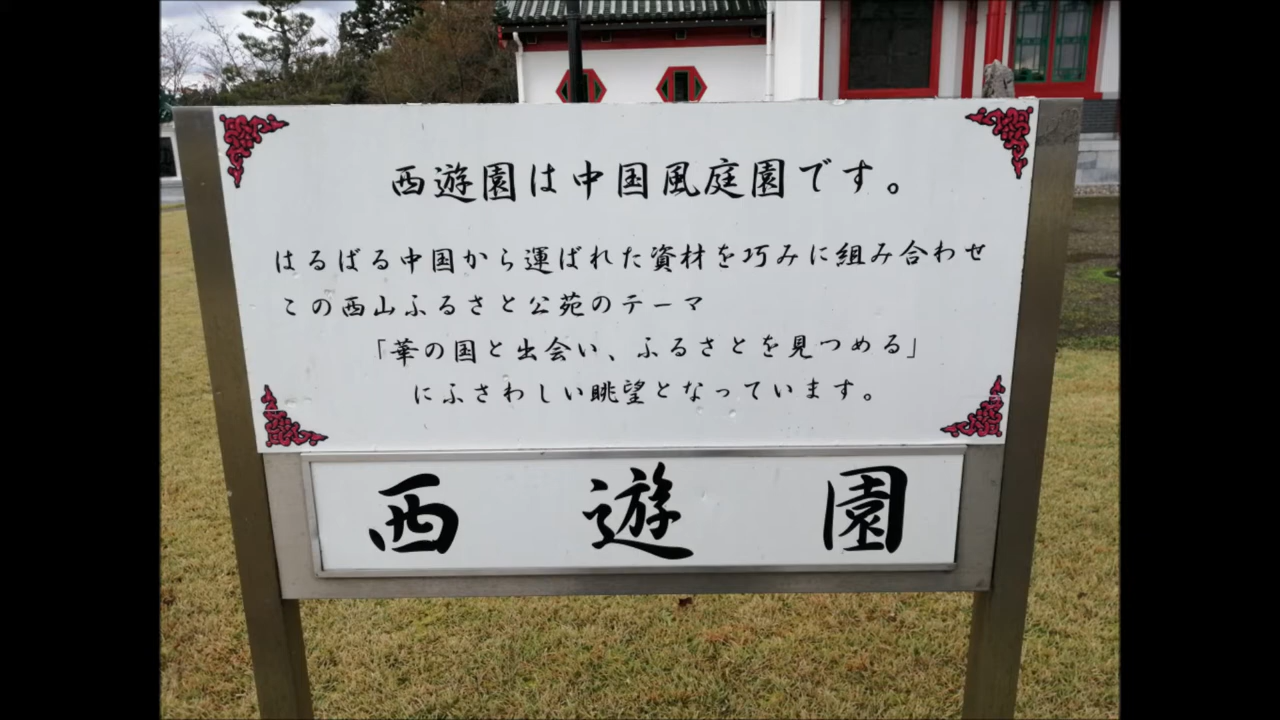 西遊園は中国風庭園です。
はるばる中国から運ばれた資材を巧みに組み合わせ
この西山ふるさと公苑のテーマ
「華の国と出会い、ふるさとを見つめる」
にふさわしい眺望となっています。
西遊園